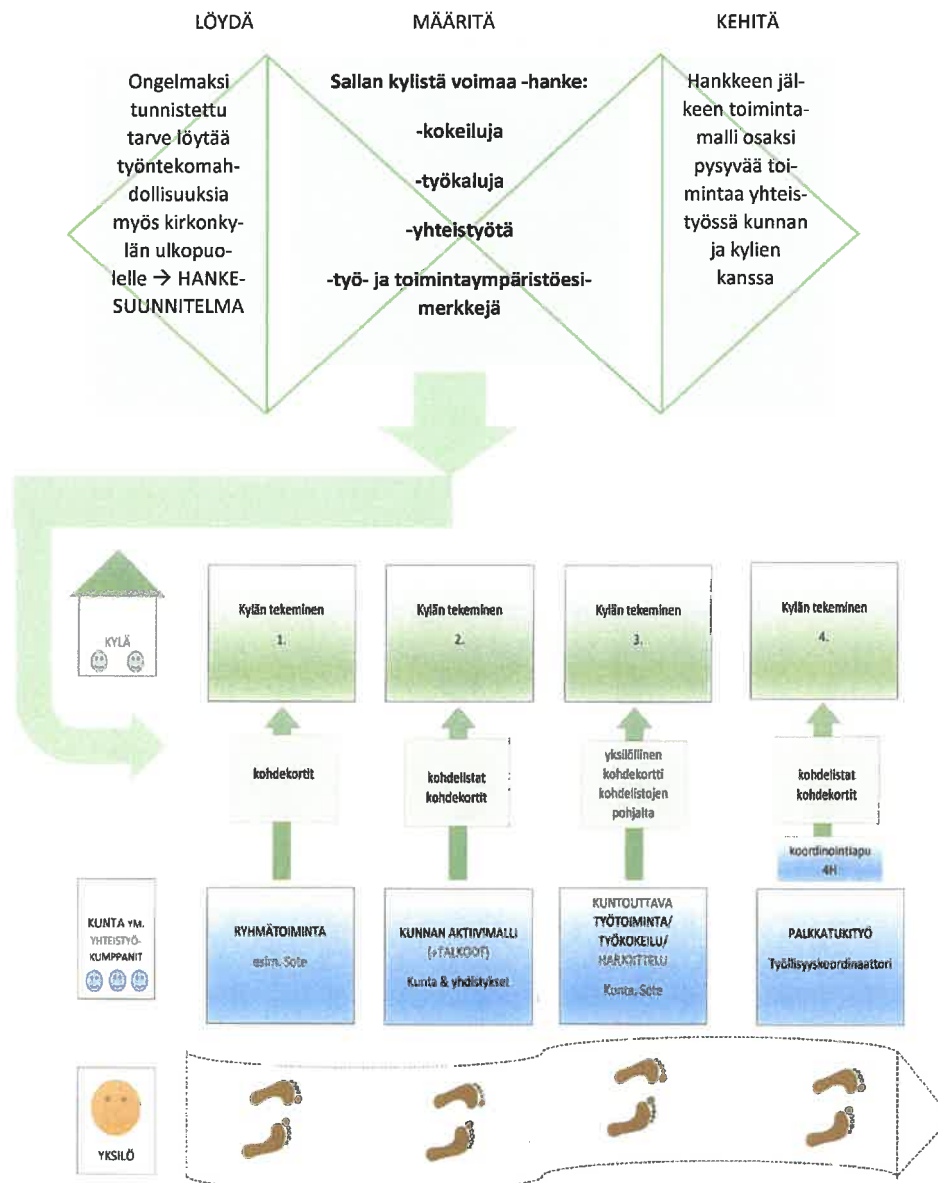 LÖYDÄ
MÄÄRITÄ
KEHITÄ
Ongelmaksi
tunnistettu
tarve löytää
työntekomah-
dollisuuksia
myös kirkonky-
län ulkopuo-
lelle → HANKE-
SUUNNITELMA
Sallan kylistä voimaa -hanke:
-kokeiluja
-työkaluja
-yhteistyötä
-työ- ja toimintaympäristöesi-
merkkejä
Hankkeen jäl-
keen toiminta-
malli osaksi
pysyvää toi-
mintaa yhteis-
työssä kunnan
ja kylien
kanssa
KYLÄ
Kylän tekeminen
1.
Kylän tekeminen
2.
Kylän tekeminen
3.
Kylän tekeminen
4.
kohdekortit
kohdelistat
kohdekortit
yksilöllinen
kohdekortti
kohdelistojen
pohjalta
kohdelistat
kohdekortit
koordinointiapu
4H
KUNTA YM.
YHTEISTYÖ-
KUMPPANIT
RYHMÄTOIMINTA
esim. Sote
KUNNAN AKTIIVIMALLI
(+TALKOOT)
Kunta & yhdistykset
KUNTOUTTAVA
TYÖTOIMINTA/
TYÖKOKEILU/
HARJOITTELU
Kunta, Sote
PALKKATUKITYÖ
Työllisyyskoordinaattori
YKSILÖ